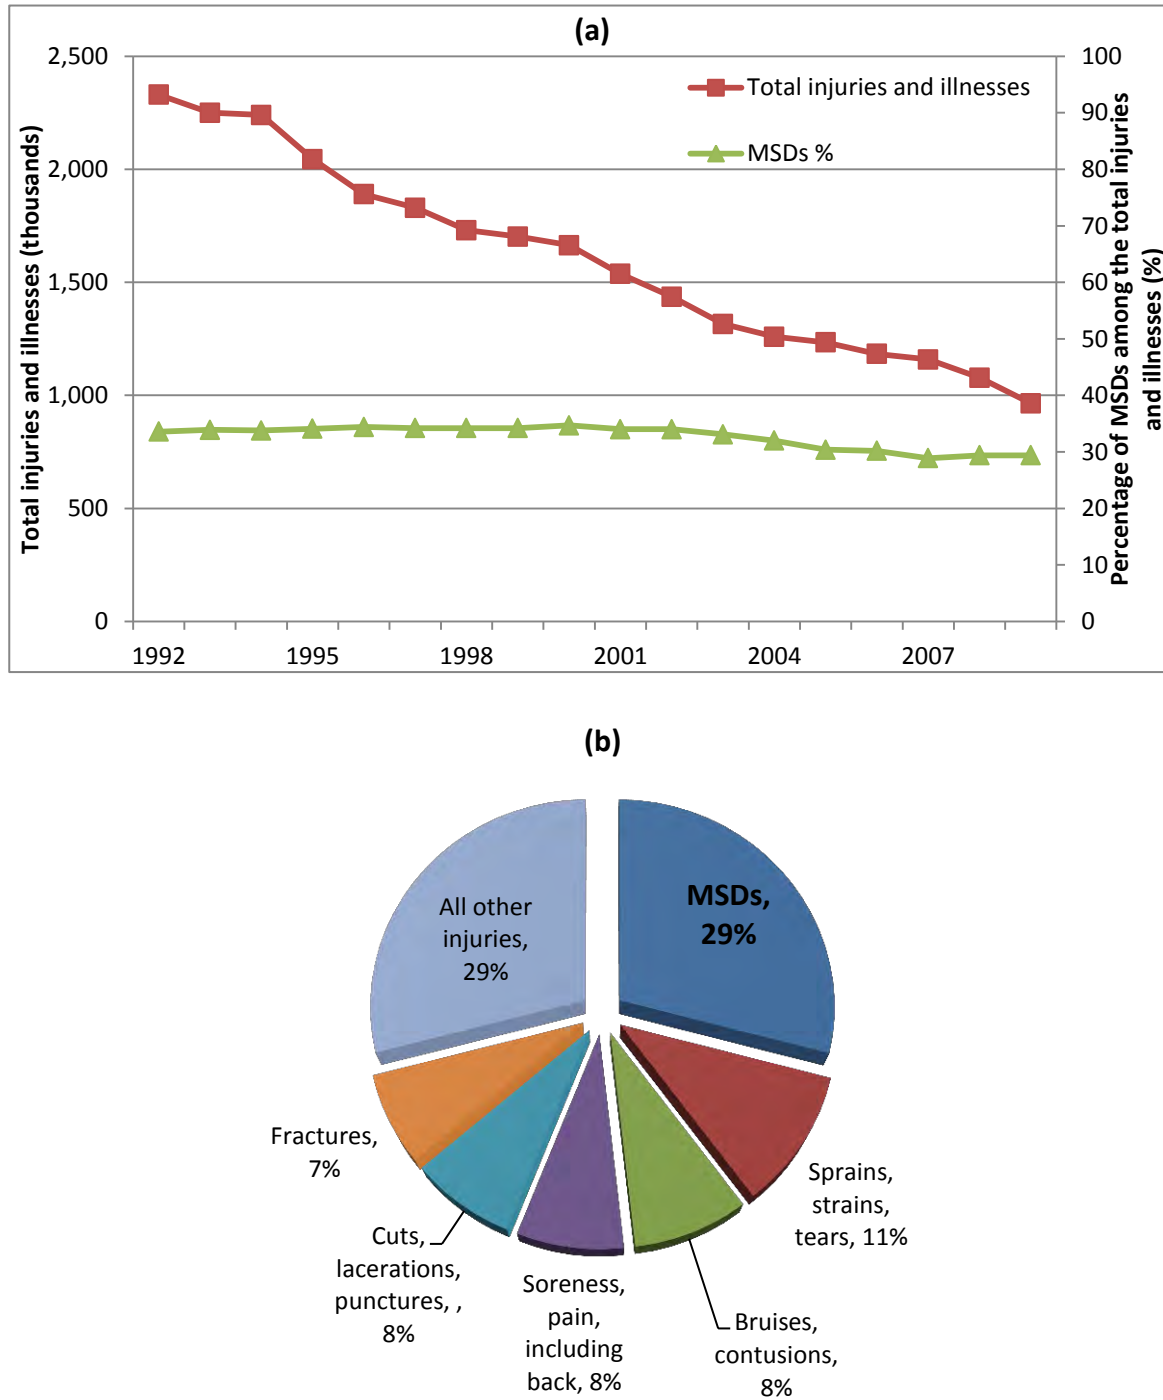 (a)
2,500
2,000
1,500
1,000
500
0
Total injuries and illnesses (thousands)
Total injuries and illnesses
MSDs %
100
90
80
70
60
50
40
30
20
10
0
Percentage of MSDs among the total injuries
and illnesses (%)
1992 1995 1998 2001 2004 2007
(b)
MSDs,
29%
All other
injuries,
29%
Fractures,
7%
Cuts,
lacerations,
punctures, ,
8%
Soreness,
pain,
including
back, 8%
Bruises,
contusions,
8%
Sprains,
strains,
tears, 11%